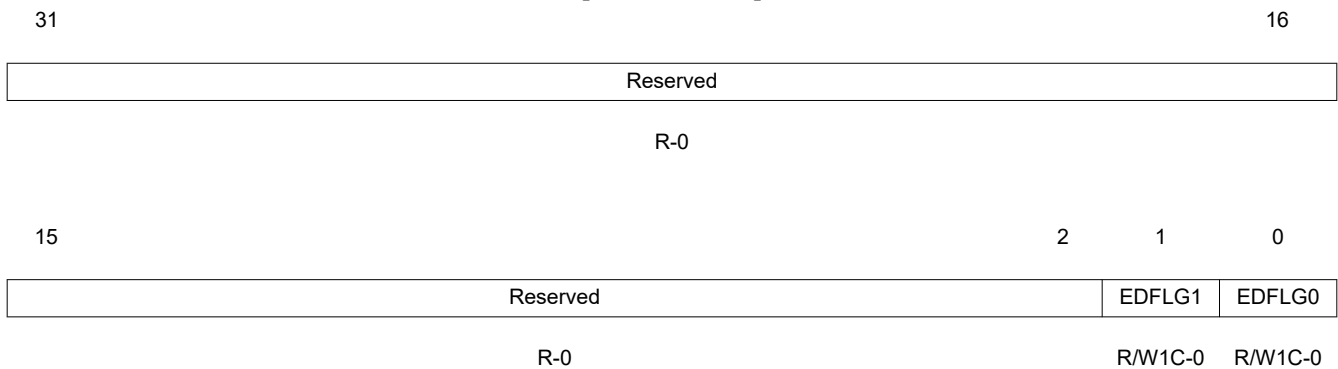 31 16
Reserved
R-0
15 2 1 0
Reserved EDFLG1 EDFLG0
R-0 R/W1C-0 R/W1C-0